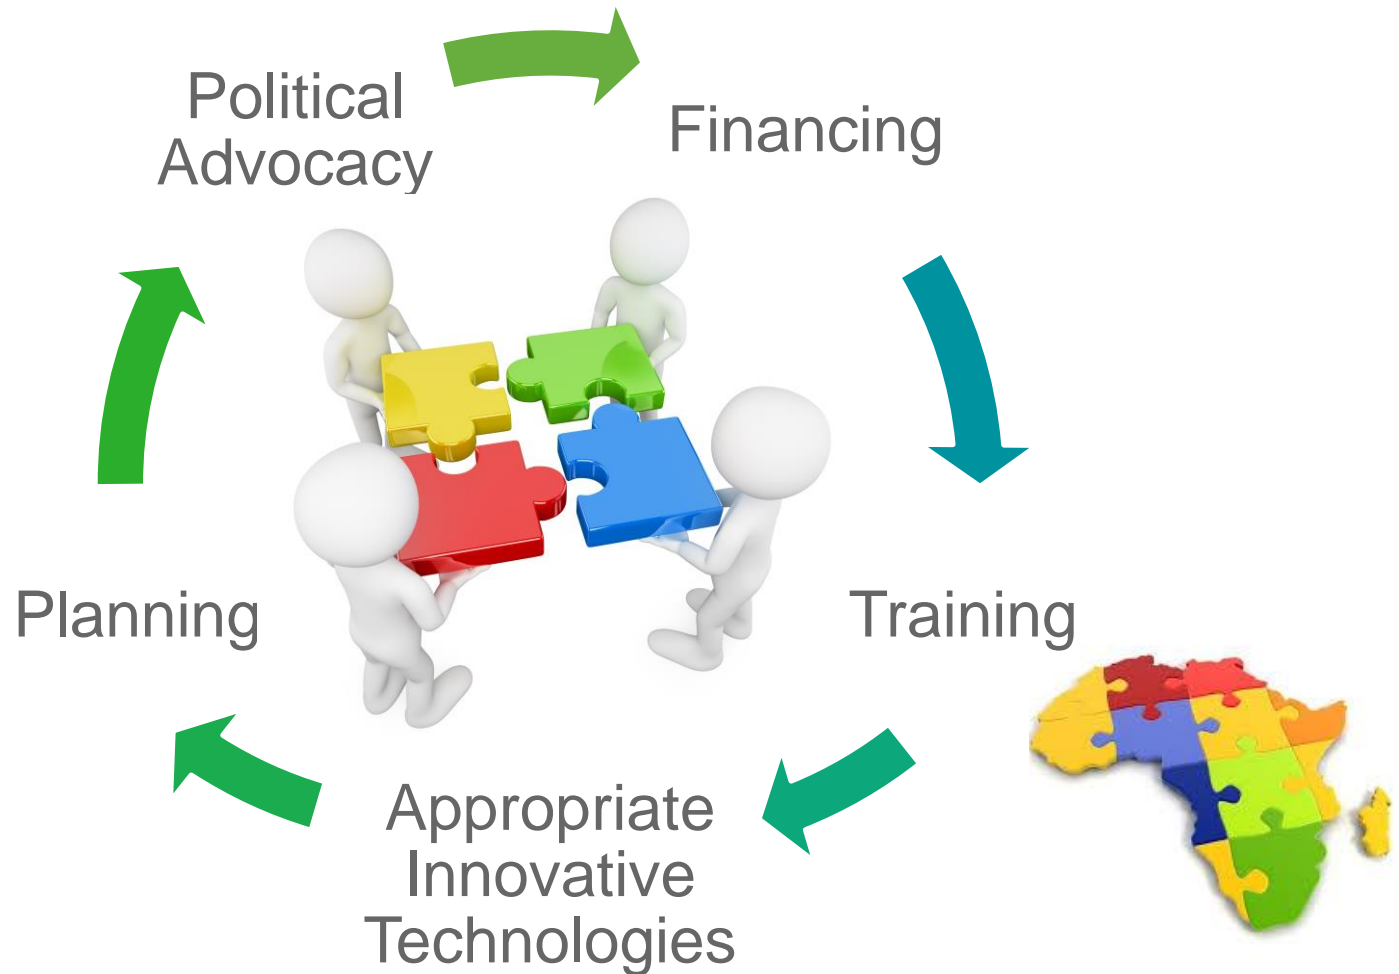 Political
Advocacy
Financing
Planning
Training
Appropriate
Innovative
Technologies